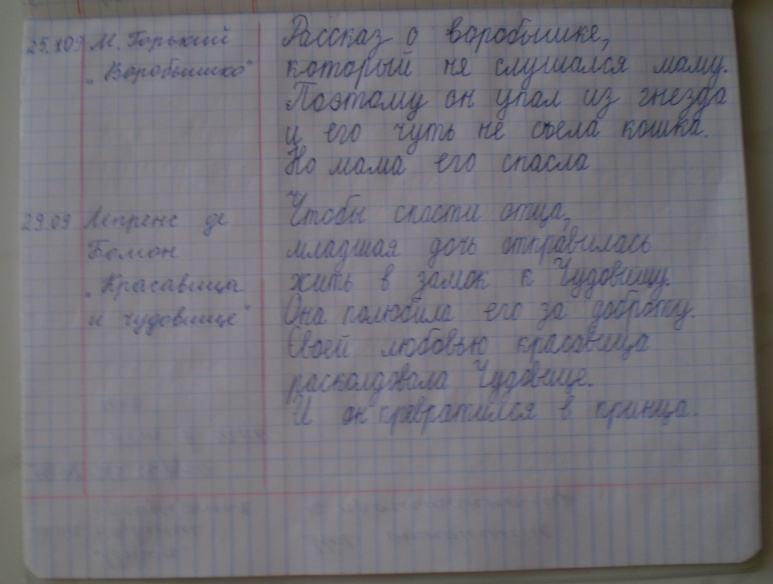 25.09 М. Горький
„Воробьишко"
Рассказ о воробьишке,
который не слушался маму.
Поэтому он упал из гнезда
и его чуть не съела кошка.
Но мама его спасла
29.09 Лепренс де
Бомон
„Красавица
и чудовище"
Чтобы спасти отца,
младшая дочь отправилась
жить в замок к Чудовищу.
Она полюбила его за доброту.
Своей любовью красавица
расколдовала Чудовище.
И он превратился в принца.